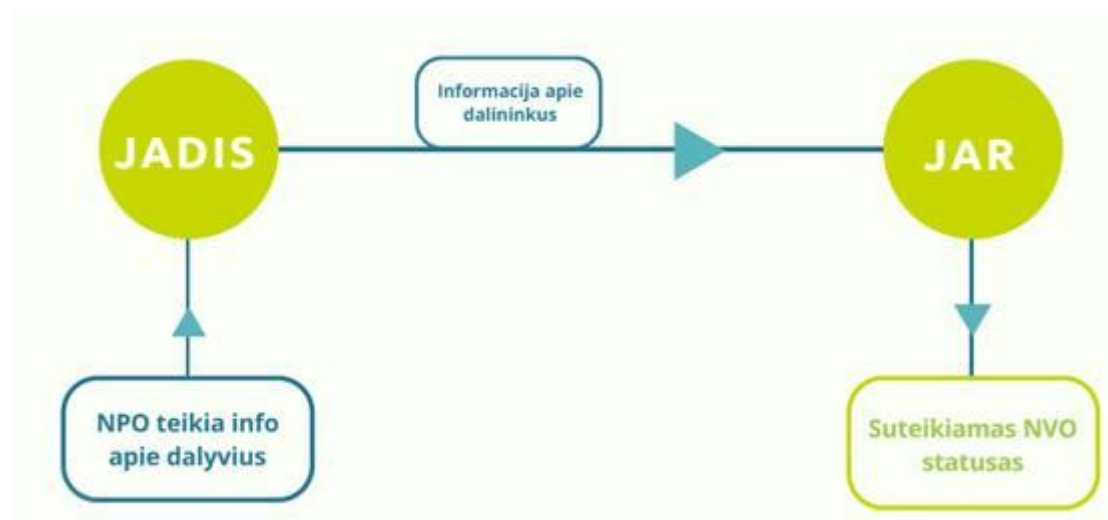 Informacija apie
dalininkus
JADIS
JAR
NPO teikia info
apie dalyvius
Suteikiamas NVO
statusas